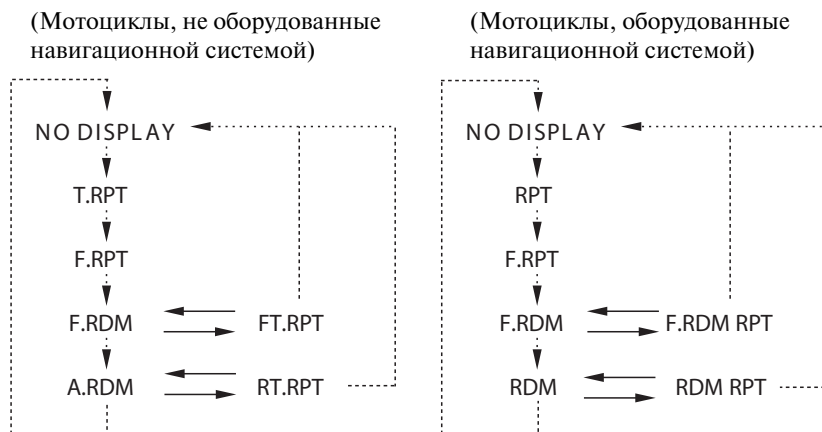 (Мотоциклы, не оборудованные
навигационной системой)
NO DISPLAY
T.RPT
F.RPT
F.RDM
FT.RPT
A.RDM
RT.RPT
(Мотоциклы, оборудованные
навигационной системой)
NO DISPLAY
RPT
F.RPT
F.RDM
F.RDM RPT
RDM
RDM RPT